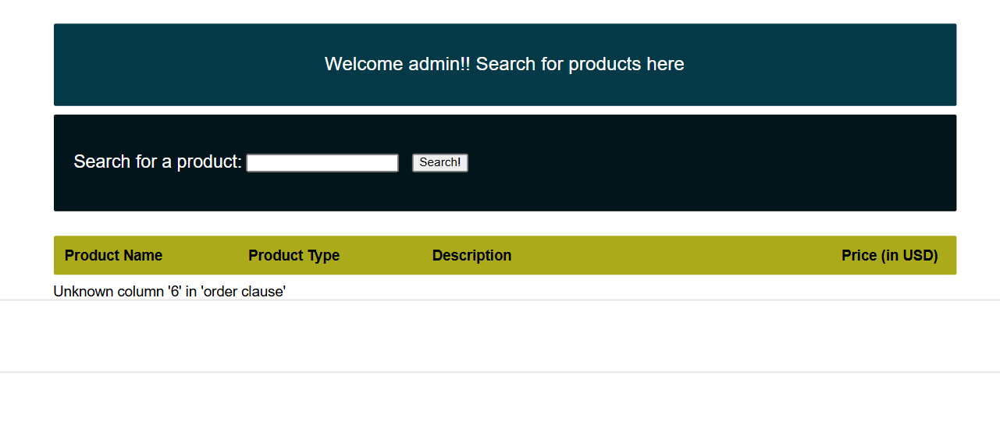 Welcome admin!! Search for products here
Search for a product: Search!
Product Name Product Type Description Price (in USD)
Unknown column '6' in 'order clause'